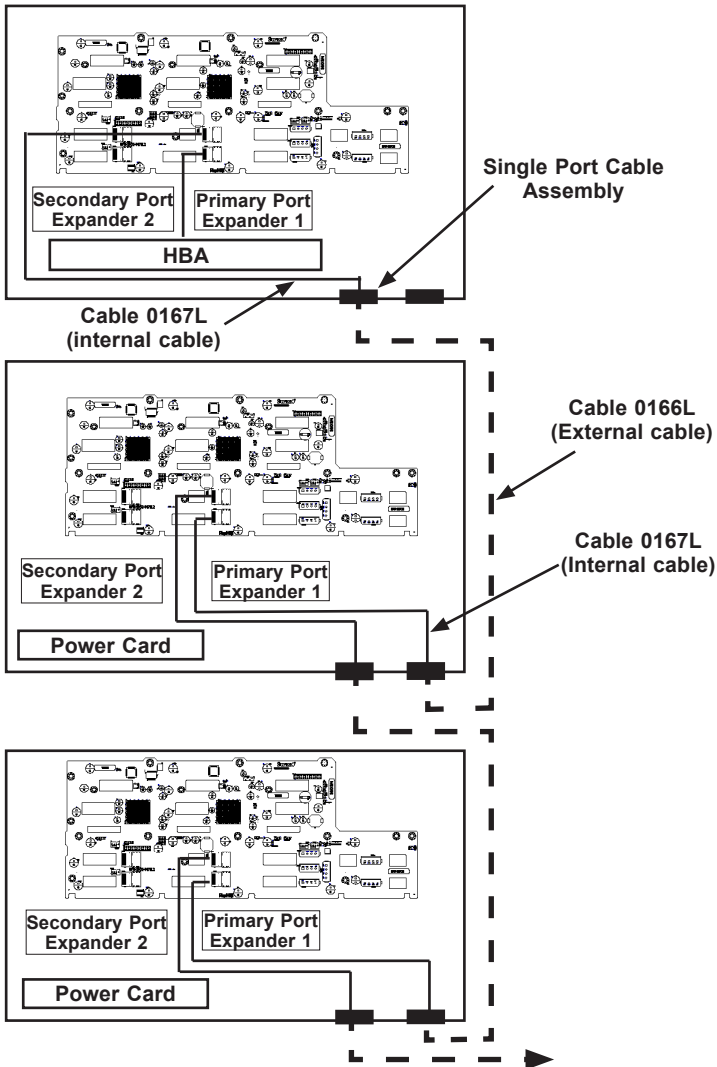 Single Port Cable
Assembly
Secondary Port
Expander 2
Primary Port
Expander 1
HBA
Cable 0167L
(internal cable)
Cable 0166L
(External cable)
Cable 0167L
(Internal cable)
Secondary Port
Expander 2
Primary Port
Expander 1
Power Card
Secondary Port
Expander 2
Primary Port
Expander 1
Power Card